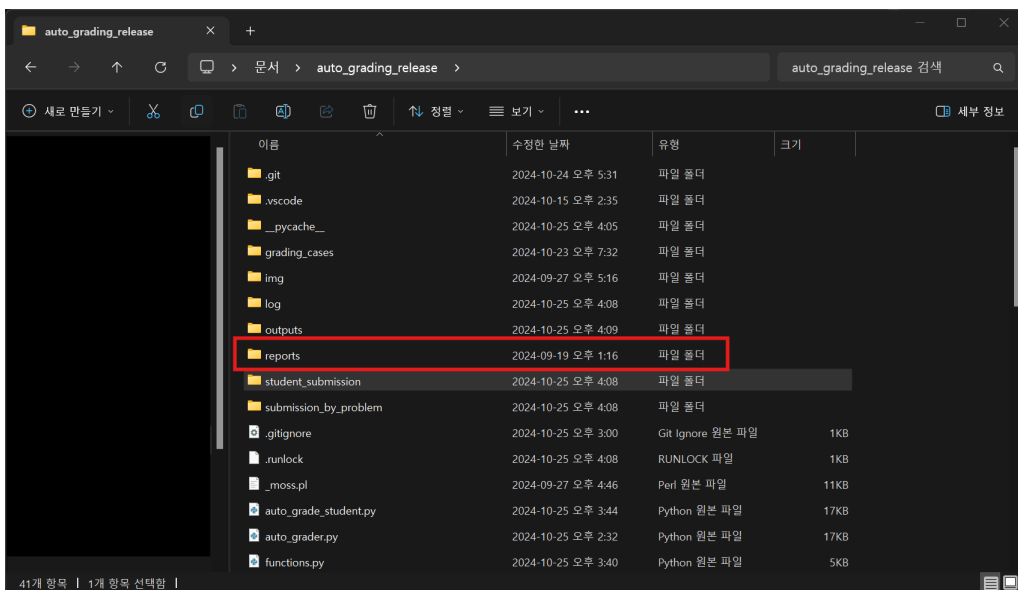 auto_grading_release
문서 > auto_grading_release >
auto_grading_release 검색
새로 만들기
정렬
보기
세부 정보
이름 수정한 날짜 유형 크기
.git 2024-10-24 오후 5:31 파일 폴더
.vscode 2024-10-15 오후 2:35 파일 폴더
__pycache__ 2024-10-25 오후 4:05 파일 폴더
grading_cases 2024-10-23 오후 7:32 파일 폴더
img 2024-09-27 오후 5:16 파일 폴더
log 2024-10-25 오후 4:08 파일 폴더
outputs 2024-10-25 오후 4:09 파일 폴더
reports 2024-09-19 오후 1:16 파일 폴더
student_submission 2024-10-25 오후 4:08 파일 폴더
submission_by_problem 2024-10-25 오후 4:08 파일 폴더
.gitignore 2024-10-25 오후 3:00 Git Ignore 원본 파일 1KB
.runlock 2024-10-25 오후 4:08 RUNLOCK 파일 1KB
_moss.pl 2024-09-27 오후 4:46 Perl 원본 파일 11KB
auto_grade_student.py 2024-10-25 오후 3:44 Python 원본 파일 17KB
auto_grader.py 2024-10-25 오후 2:32 Python 원본 파일 17KB
functions.py 2024-10-25 오후 3:40 Python 원본 파일 5KB
41개 항목 | 1개 항목 선택함 |